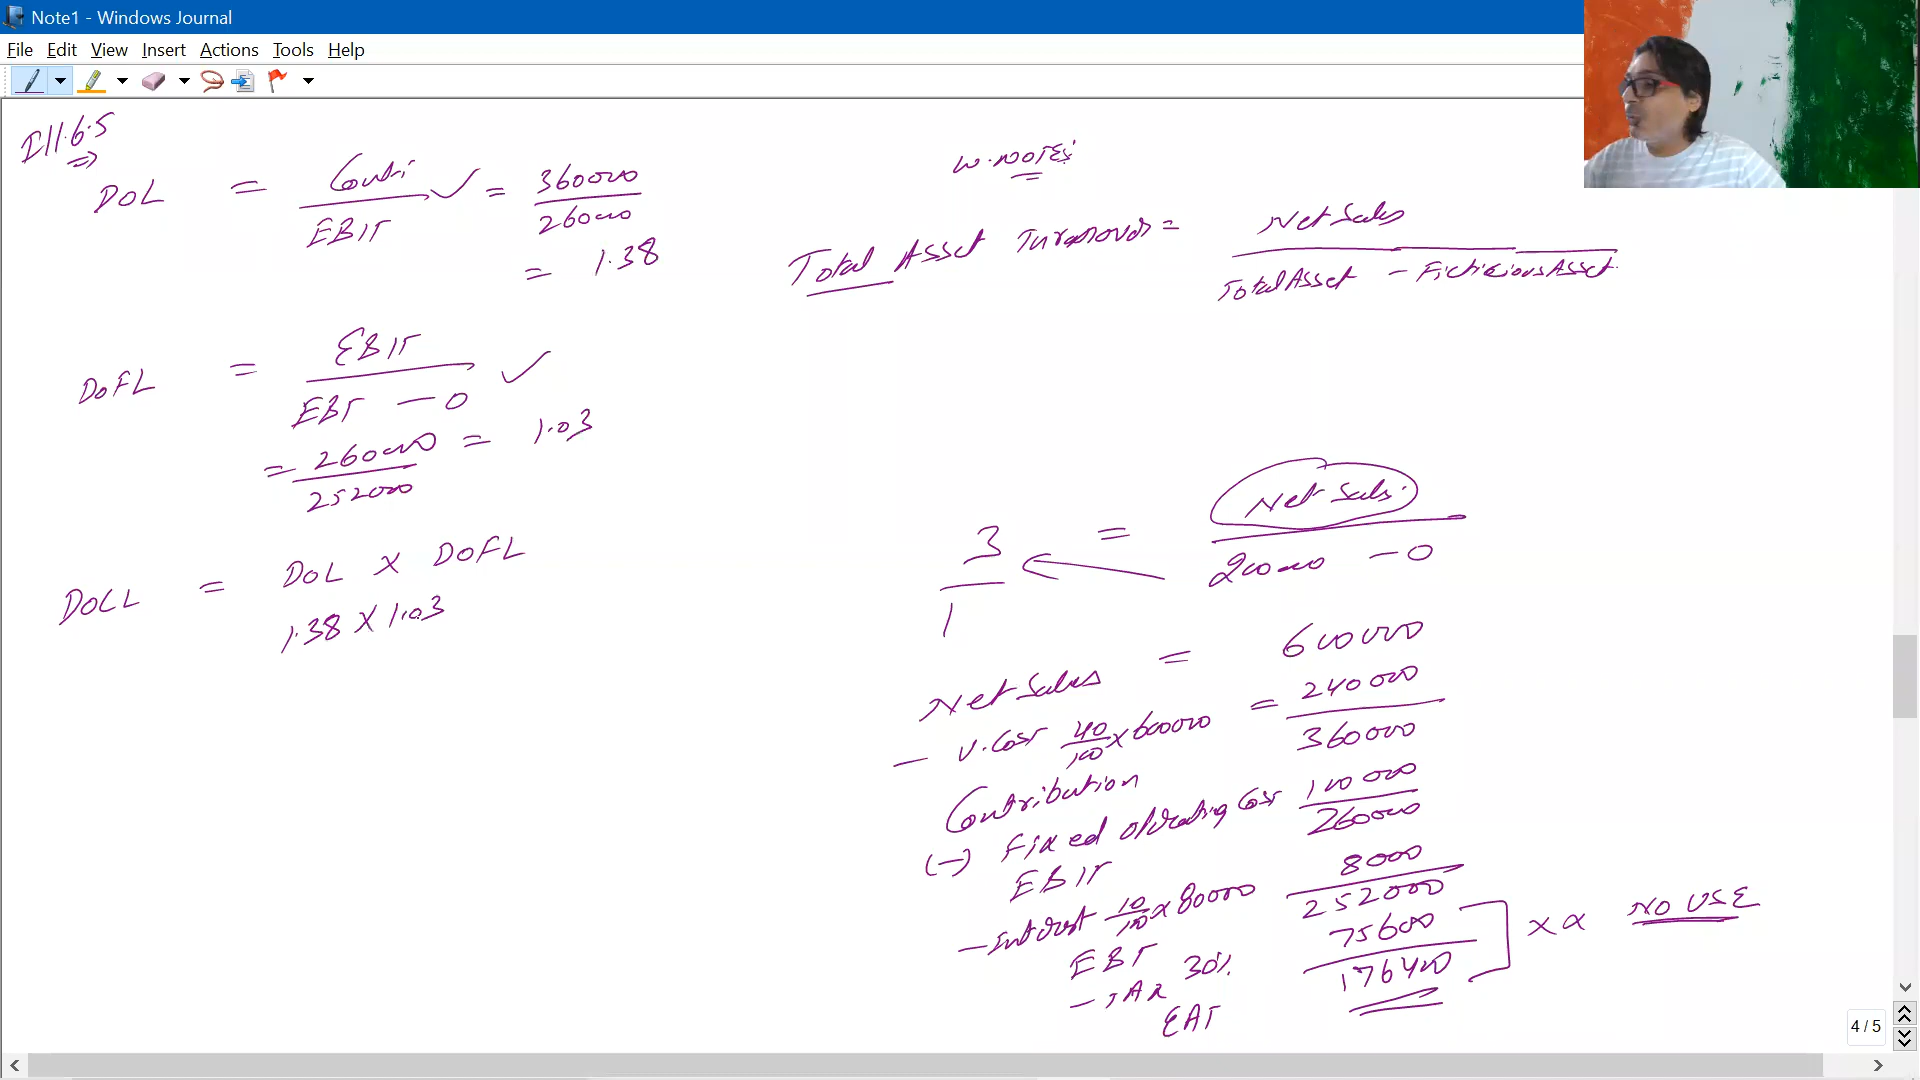 Note1 - Windows Journal
File Edit View Insert Actions Tools Help
Ill.6.5
DOL = Contri / EBIT = 360000 / 260000
= 1.38
DOFL = EBIT / EBT - 0
= 260000 / 252000 = 1.03
DOCL = DOL X DOFL
1.38 X 1.03
W.NOTES
Total Asset Turnover = Net Sales / Total Asset - Ficticious Asset
3 / 1 = Net Sales / 200000 - 0
Net Sales = 600000
- V.Cost 40/100 x 600000 = 240000
Contribution 360000
(-) Fixed Operating Cost 100000
EBIT 260000
- Interest 10/100 x 80000 8000
EBT 252000
- TAX 30% 75600
EAT 176400
x x NO USE
4 / 5